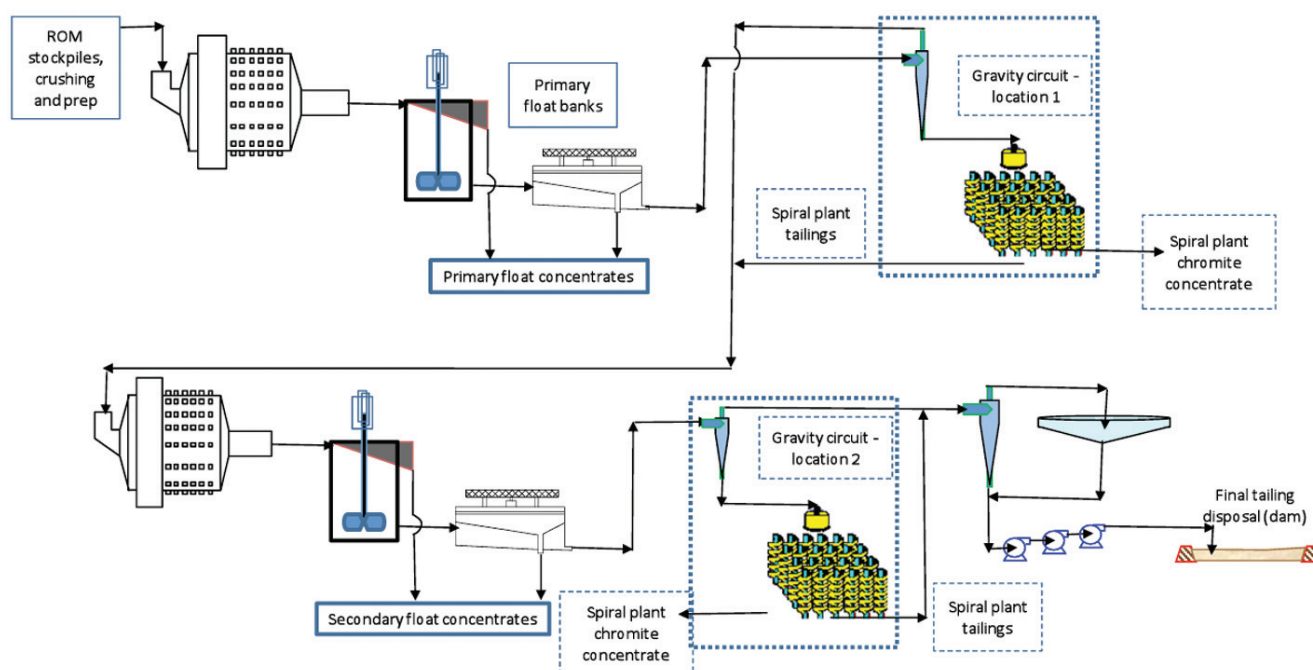 ROM
stockpiles,
crushing
and prep
Primary
float banks
Gravity circuit –
location 1
Spiral plant
tailings
Spiral plant
chromite
concentrate
Primary float concentrates
Gravity circuit –
location 2
Final tailing
disposal (dam)
Secondary float concentrates
Spiral plant
chromite
concentrate
Spiral plant
tailings